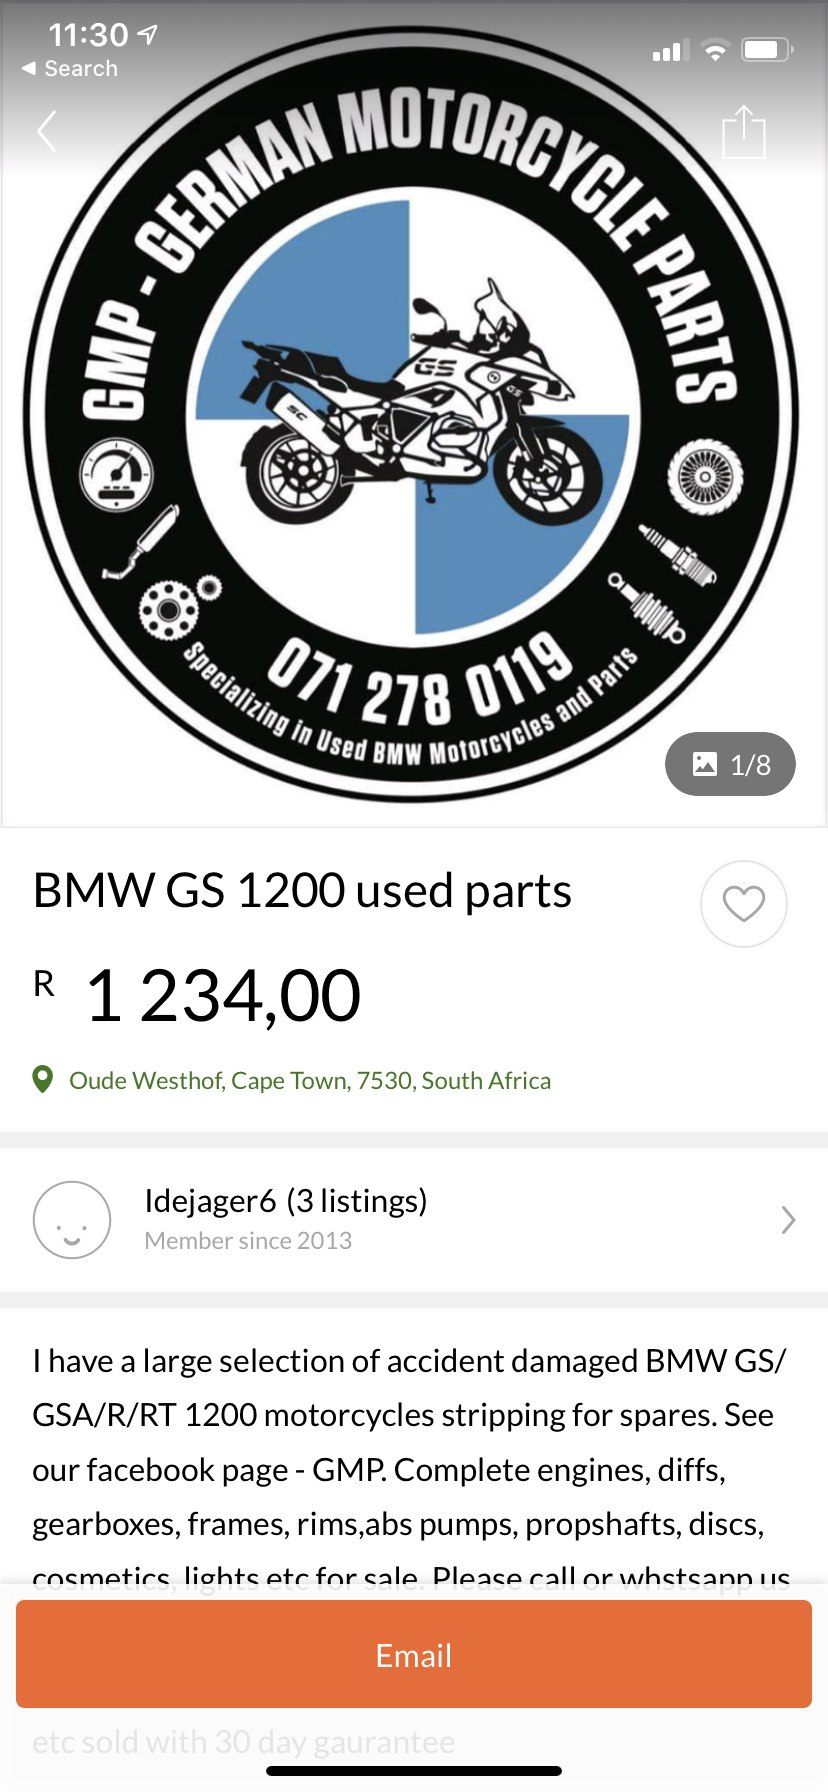 11:30
◀ Search
GMP - GERMAN MOTORCYCLE PARTS
GS
GS
SC
071 278 0119
Specializing in Used BMW Motorcycles and Parts
1/8
BMW GS 1200 used parts
R 1 234,00
Oude Westhof, Cape Town, 7530, South Africa
Idejager6 (3 listings)
Member since 2013
I have a large selection of accident damaged BMW GS/
GSA/R/RT 1200 motorcycles stripping for spares. See
our facebook page - GMP. Complete engines, diffs,
gearboxes, frames, rims,abs pumps, propshafts, discs,
cosmetics, lights etc for sale. Please call or whstsapp us
Email
etc sold with 30 day gaurantee